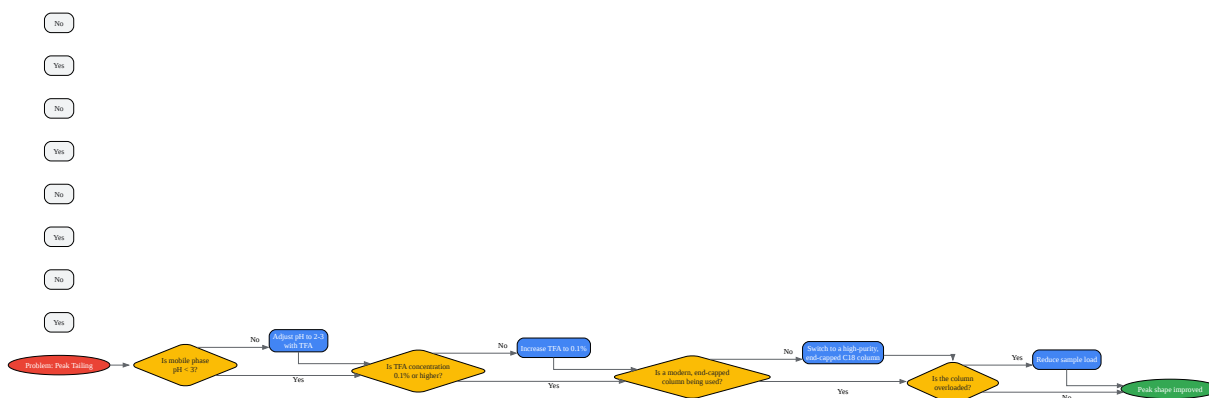 No
Yes
No
Yes
No
Yes
No
Yes
Problem: Peak Tailing
Is mobile phase
pH < 3?
No
Adjust pH to 2-3
with TFA
Yes
Is TFA concentration
0.1% or higher?
No
Increase TFA to 0.1%
Yes
Is a modern, end-capped
column being used?
No
Switch to a high-purity,
end-capped C18 column
Yes
Is the column
overloaded?
Yes
Reduce sample load
No
Peak shape improved